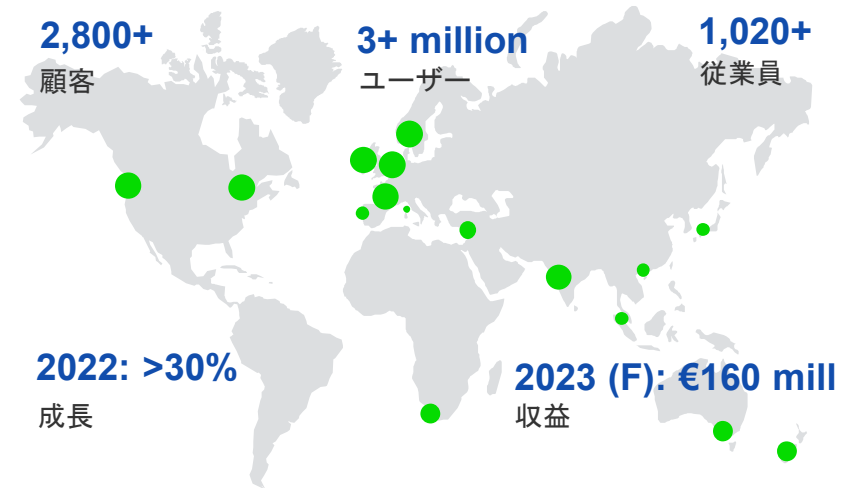 2,800+
顧客
3+ million
ユーザー
1,020+
従業員
2022: >30%
成長
2023 (F): €160 mill
収益